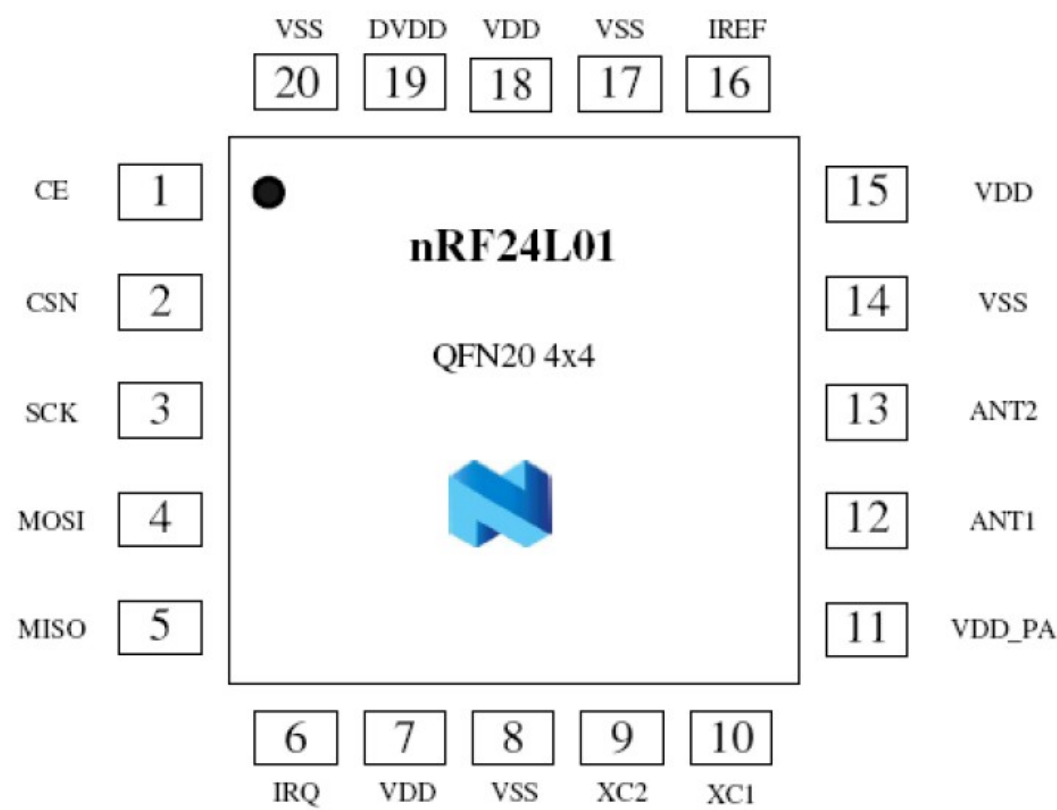 VSS DVDD VDD VSS IREF
20 19 18 17 16
CE 1 15 VDD
nRF24L01
CSN 2 14 VSS
QFN20 4x4
SCK 3 13 ANT2
MOSI 4 12 ANT1
MISO 5 11 VDD_PA
6 7 8 9 10
IRQ VDD VSS XC2 XC1